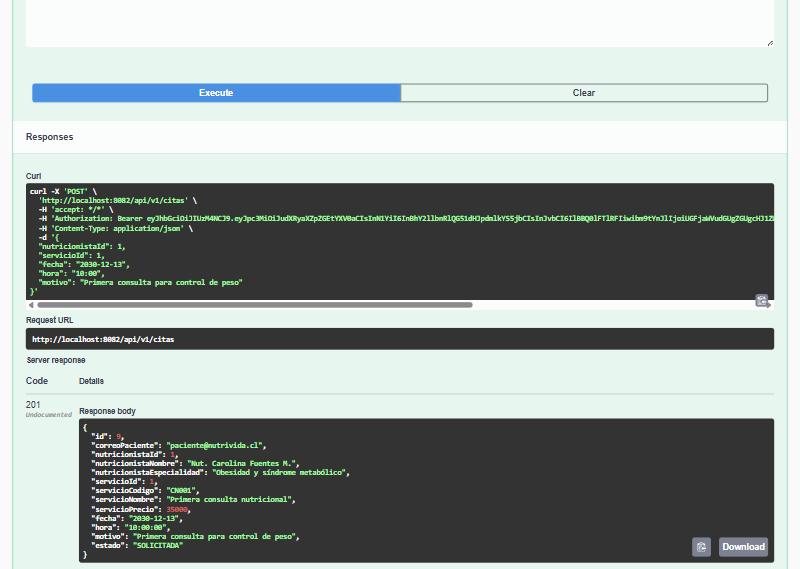 Execute
Clear
Responses
Curl
curl -X 'POST' \
'http://localhost:8082/api/v1/citas' \
-H 'accept: */*' \
-H 'Authorization: Bearer
-H 'Content-Type: application/json' \
-d '{
"nutricionistaId": 1,
"servicioId": 1,
"fecha": "2030-12-13",
"hora": "10:00",
"motivo": "Primera consulta para control de peso"
}'
Request URL
http://localhost:8082/api/v1/citas
Server response
Code
Details
201
Undocumented
Response body
{
"id": 9,
"correoPaciente": "paciente@nutrivida.cl",
"nutricionistaId": 1,
"nutricionistaNombre": "Nut. Carolina Fuentes M.",
"nutricionistaEspecialidad": "Obesidad y síndrome metabólico",
"servicioId": 1,
"servicioCodigo": "CN001",
"servicioNombre": "Primera consulta nutricional",
"servicioPrecio": 35000,
"fecha": "2030-12-13",
"hora": "10:00:00",
"motivo": "Primera consulta para control de peso",
"estado": "SOLICITADA"
}
Download